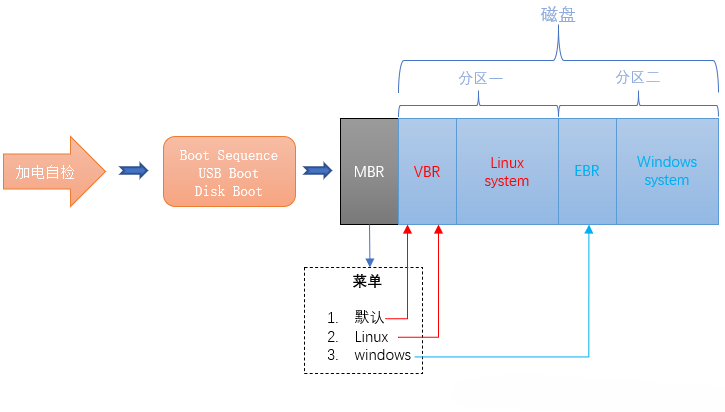 磁盘
分区一
分区二
加电自检
Boot Sequence
USB Boot
Disk Boot
MBR
VBR
Linux
system
EBR
Windows
system
菜单
1. 默认
2. Linux
3. windows